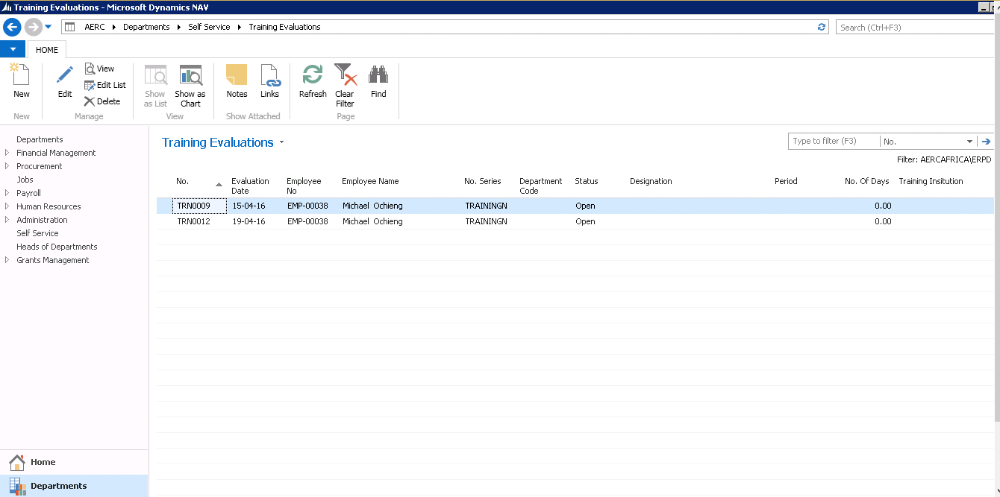 Training Evaluations - Microsoft Dynamics NAV
AERC Departments Self Service Training Evaluations
Search (Ctrl+F3)
HOME
New
Edit
View
Edit List
Delete
Show as List
Show as Chart
Notes
Links
Refresh
Clear Filter
Find
New Manage View Show Attached Page
Departments
Financial Management
Procurement
Jobs
Payroll
Human Resources
Administration
Self Service
Heads of Departments
Grants Management
Home
Departments
Training Evaluations
Type to filter (F3) No.
Filter: AERCAFRICA\ERPD
No. Evaluation Date Employee No Employee Name No. Series Department Code Status Designation Period No. Of Days Training Insitution
TRN0009 15-04-16 EMP-00038 Michael Ochieng TRAININGN Open 0.00
TRN0012 19-04-16 EMP-00038 Michael Ochieng TRAININGN Open 0.00